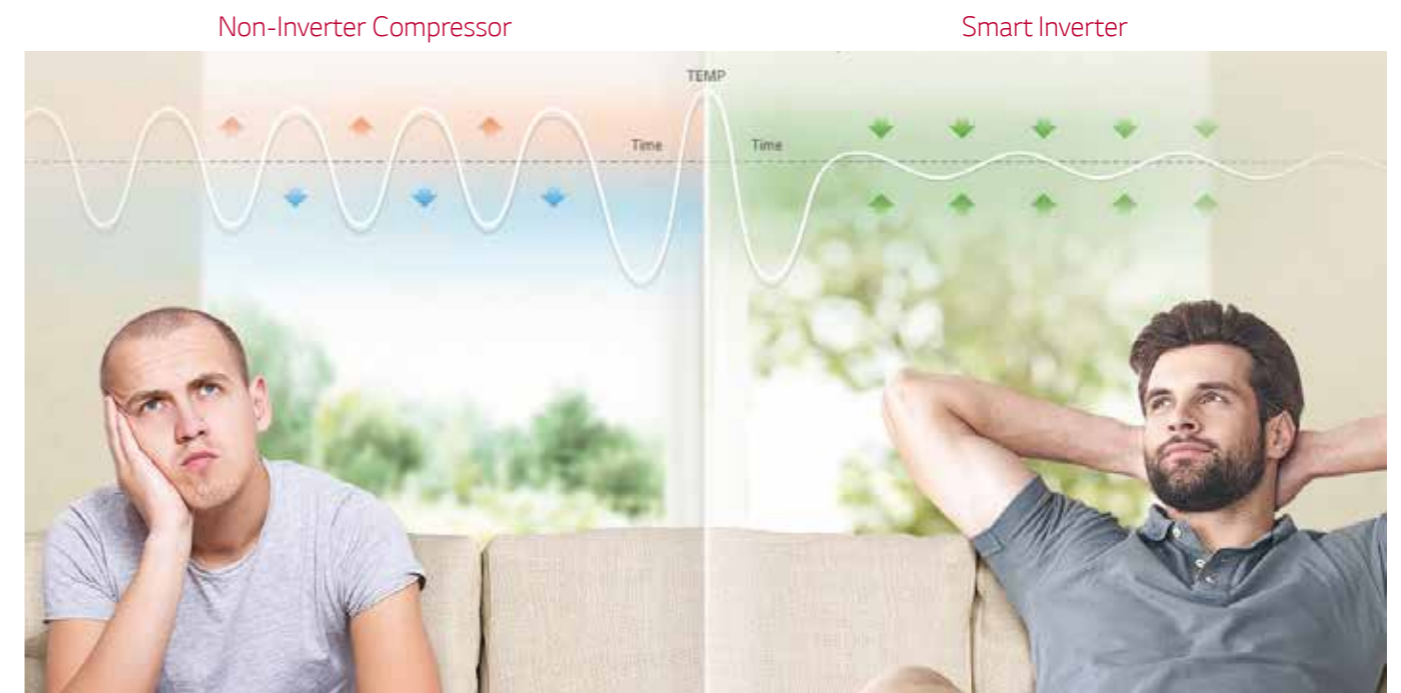 Non-Inverter Compressor
Smart Inverter
TEMP
Time
Time